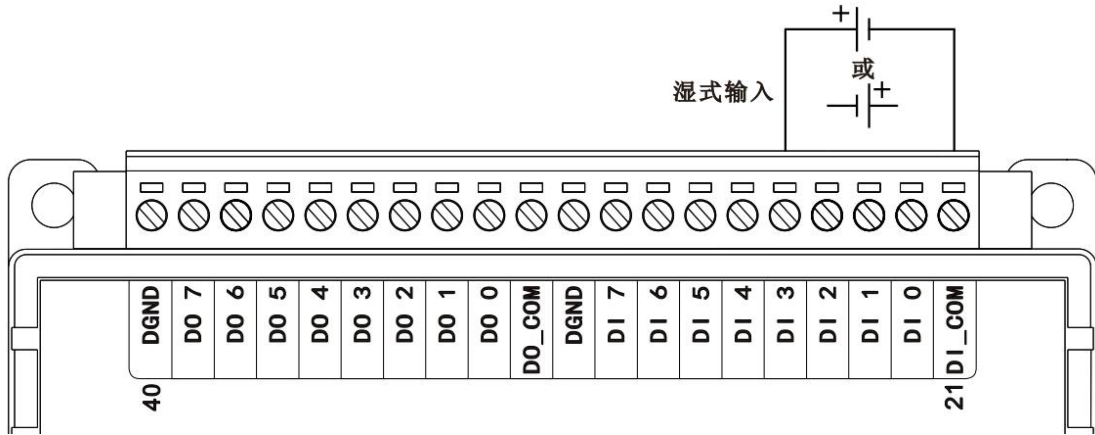 +
或
湿式输入
+
DGND
DO 7
DO 6
DO 5
DO 4
DO 3
DO 2
DO 1
DO 0
DO_COM
DGND
DI 7
DI 6
DI 5
DI 4
DI 3
DI 2
DI 1
DI 0
DI_COM
40
21